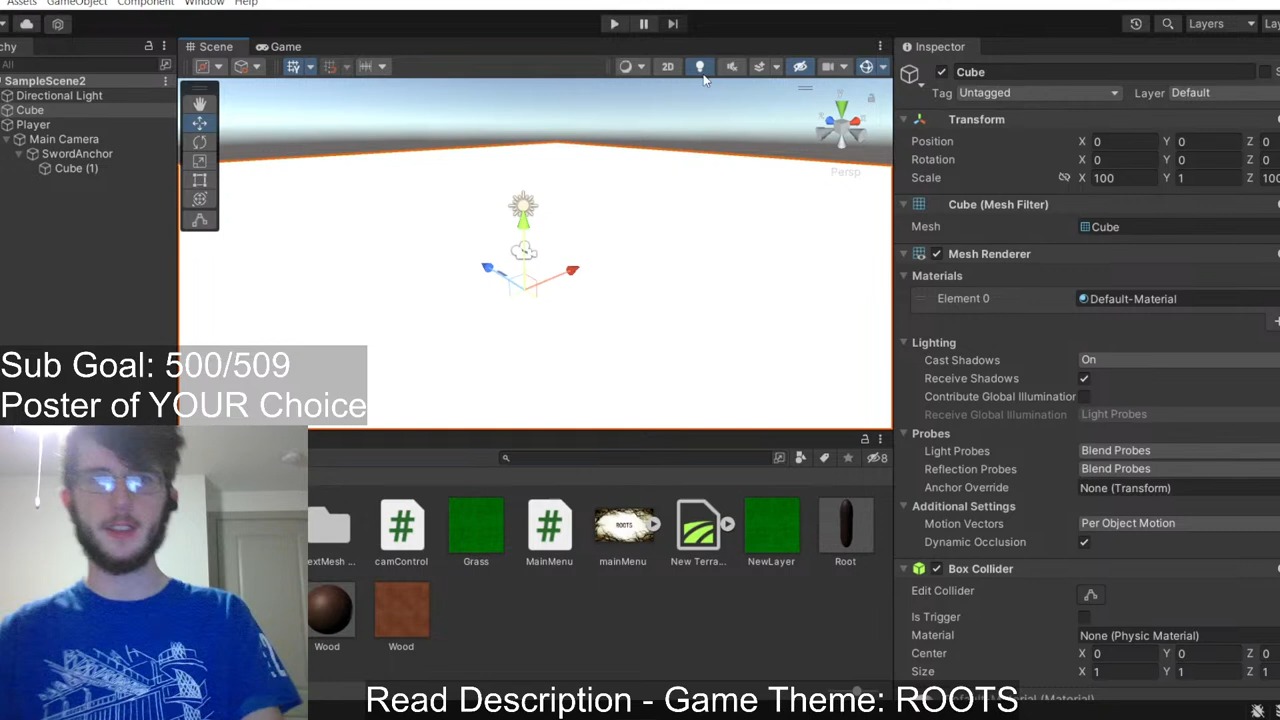 Assets GameObject Component Window Help
Layers
Lay
hy
Scene
Game
Inspector
All
2D
SampleScene2
Directional Light
Cube
Player
Main Camera
SwordAnchor
Cube (1)
Persp
Cube
Tag Untagged Layer Default
Transform
Position X 0 Y 0 Z 0
Rotation X 0 Y 0 Z 0
Scale X 100 Y 1 Z 100
Cube (Mesh Filter)
Mesh Cube
Mesh Renderer
Materials
Element 0 Default-Material
Lighting
Cast Shadows On
Receive Shadows
Contribute Global Illumination
Receive Global Illumination Light Probes
Probes
Light Probes Blend Probes
Reflection Probes Blend Probes
Anchor Override None (Transform)
Additional Settings
Motion Vectors Per Object Motion
Dynamic Occlusion
Box Collider
Edit Collider
Is Trigger
Material None (Physic Material)
Center X 0 Y 0 Z 0
Size X 1 Y 1 Z 1
Sub Goal: 500/509
Poster of YOUR Choice
8
ROOTS
extMesh ... camControl Grass MainMenu mainMenu New Terra... NewLayer Root
Wood Wood
Read Description - Game Theme: ROOTS